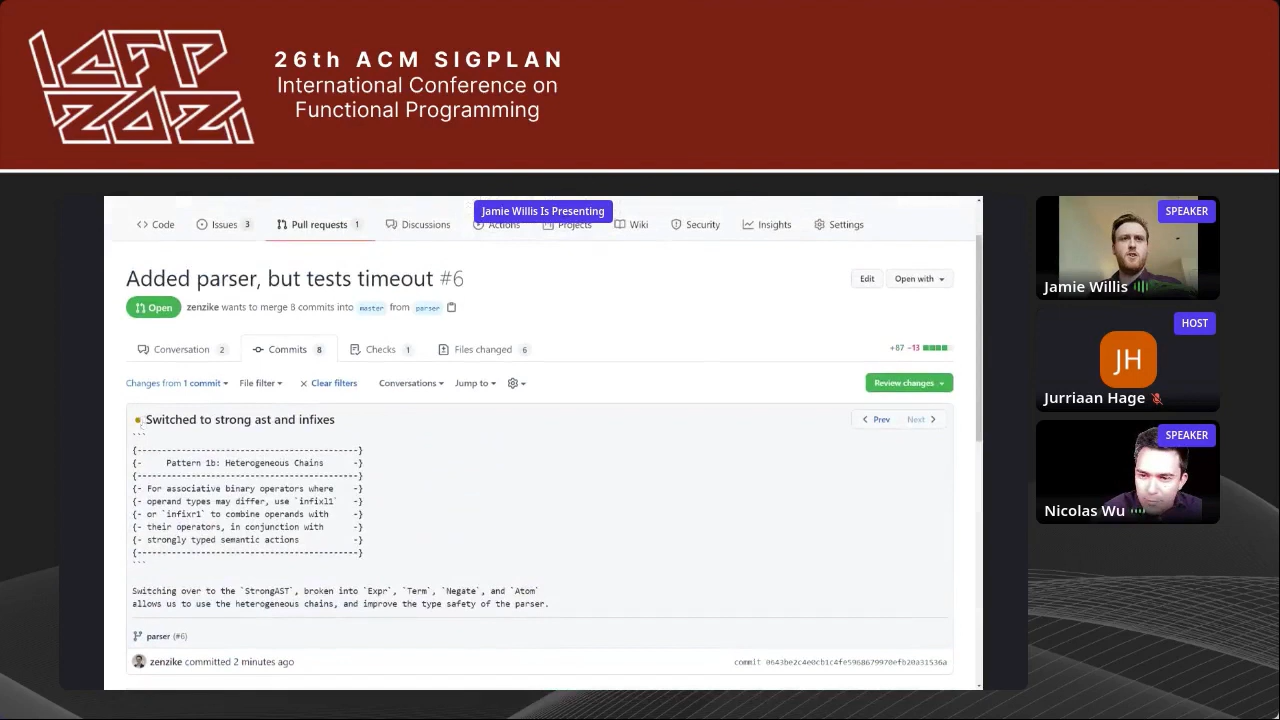 ICFP
2021
26th ACM SIGPLAN
International Conference on
Functional Programming
Jamie Willis Is Presenting
Code
Issues 3
Pull requests 1
Discussions
Actions
Projects
Wiki
Security
Insights
Settings
Added parser, but tests timeout #6
Edit
Open with
Open
zenzike wants to merge 8 commits into master from parser
Conversation 2
Commits 8
Checks 1
Files changed 6
+87 −13
Changes from 1 commit
File filter
Clear filters
Conversations
Jump to
Review changes
Switched to strong ast and infixes
Prev
Next
```
{-------------------------------------------}
{-     Pattern 1b: Heterogeneous Chains      -}
{-------------------------------------------}
{- For associative binary operators where    -}
{- operand types may differ, use `infixl1`   -}
{- or `infixr1` to combine operands with     -}
{- their operators, in conjunction with      -}
{- strongly typed semantic actions           -}
{-------------------------------------------}
```
Switching over to the `StrongAST`, broken into `Expr`, `Term`, `Negate`, and `Atom`
allows us to use the heterogeneous chains, and improve the type safety of the parser.
parser (#6)
zenzike committed 2 minutes ago
commit
SPEAKER
Jamie Willis
HOST
JH
Jurriaan Hage
SPEAKER
Nicolas Wu